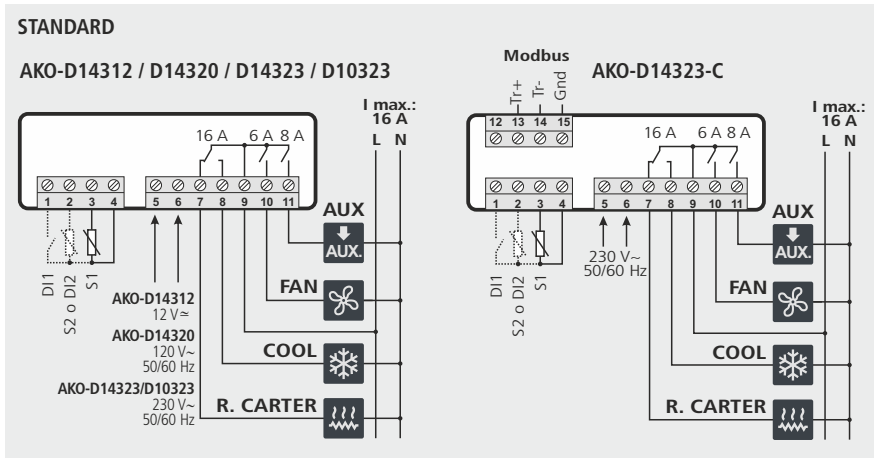 STANDARD
AKO-D14312 / D14320 / D14323 / D10323
I max.:
16 A
L N
16 A 6 A 8 A
1 2 3 4 5 6 7 8 9 10 11
DI1
S2 o DI2
S1
AKO-D14312
12 V≂
AKO-D14320
120 V~
50/60 Hz
AKO-D14323/D10323
230 V~
50/60 Hz
AUX
AUX.
FAN
COOL
R. CARTER
Modbus
AKO-D14323-C
Tr+
Tr-
Gnd
I max.:
16 A
L N
12 13 14 15
16 A 6 A 8 A
1 2 3 4 5 6 7 8 9 10 11
DI1
S2 o DI2
S1
230 V~
50/60 Hz
AUX
AUX.
FAN
COOL
R. CARTER